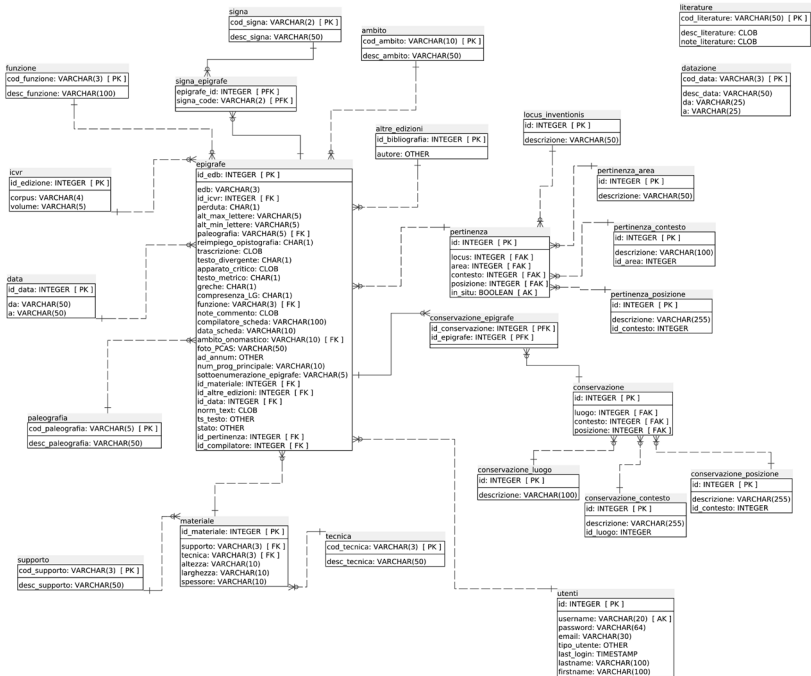 signa
cod_signa: VARCHAR(2) [ PK ]
desc_signa: VARCHAR(50)
ambito
cod_ambito: VARCHAR(10) [ PK ]
desc_ambito: VARCHAR(50)
literature
cod_literature: VARCHAR(50) [ PK ]
desc_literature: CLOB
note_literature: CLOB
funzione
cod_funzione: VARCHAR(3) [ PK ]
desc_funzione: VARCHAR(100)
signa_epigrafe
epigrafe_id: INTEGER [ PFK ]
signa_code: VARCHAR(2) [ PFK ]
datazione
cod_data: VARCHAR(3) [ PK ]
desc_data: VARCHAR(50)
da: VARCHAR(25)
a: VARCHAR(25)
altre_edizioni
id_bibliografia: INTEGER [ PK ]
autore: OTHER
locus_inventionis
id: INTEGER [ PK ]
descrizione: VARCHAR(50)
icvr
id_edizione: INTEGER [ PK ]
corpus: VARCHAR(4)
volume: VARCHAR(5)
epigrafe
id_edb: INTEGER [ PK ]
edb: VARCHAR(3)
id_icvr: INTEGER [ FK ]
perduta: CHAR(1)
alt_max_lettere: VARCHAR(5)
alt_min_lettere: VARCHAR(5)
paleografia: VARCHAR(5) [ FK ]
reimpiego_opistografia: CHAR(1)
trascrizione: CLOB
testo_divergente: CHAR(1)
apparato_critico: CLOB
testo_metrico: CHAR(1)
greche: CHAR(1)
compresenza_LG: CHAR(1)
funzione: VARCHAR(3) [ FK ]
note_commento: CLOB
compilatore_scheda: VARCHAR(100)
data_scheda: VARCHAR(10)
ambito_onomastico: VARCHAR(10) [ FK ]
foto_PCAS: VARCHAR(50)
ad_annum: OTHER
num_prog_principale: VARCHAR(10)
sottoenumerazione_epigrafe: VARCHAR(5)
id_materiale: INTEGER [ FK ]
id_altre_edizioni: INTEGER [ FK ]
id_data: INTEGER [ FK ]
norm_text: CLOB
ts_testo: OTHER
stato: OTHER
id_pertinenza: INTEGER [ FK ]
id_compilatore: INTEGER [ FK ]
pertinenza_area
id: INTEGER [ PK ]
descrizione: VARCHAR(50)
pertinenza
id: INTEGER [ PK ]
locus: INTEGER [ FAK ]
area: INTEGER [ FAK ]
contesto: INTEGER [ FAK ]
posizione: INTEGER [ FAK ]
in_situ: BOOLEAN [ AK ]
pertinenza_contesto
id: INTEGER [ PK ]
descrizione: VARCHAR(100)
id_area: INTEGER
data
id_data: INTEGER [ PK ]
da: VARCHAR(50)
a: VARCHAR(50)
pertinenza_posizione
id: INTEGER [ PK ]
descrizione: VARCHAR(255)
id_contesto: INTEGER
conservazione_epigrafe
id_conservazione: INTEGER [ PFK ]
id_epigrafe: INTEGER [ PFK ]
conservazione
id: INTEGER [ PK ]
luogo: INTEGER [ FAK ]
contesto: INTEGER [ FAK ]
posizione: INTEGER [ FAK ]
paleografia
cod_paleografia: VARCHAR(5) [ PK ]
desc_paleografia: VARCHAR(50)
conservazione_luogo
id: INTEGER [ PK ]
descrizione: VARCHAR(100)
conservazione_contesto
id: INTEGER [ PK ]
descrizione: VARCHAR(255)
id_luogo: INTEGER
conservazione_posizione
id: INTEGER [ PK ]
descrizione: VARCHAR(255)
id_contesto: INTEGER
materiale
id_materiale: INTEGER [ PK ]
supporto: VARCHAR(3) [ FK ]
tecnica: VARCHAR(3) [ FK ]
altezza: VARCHAR(10)
larghezza: VARCHAR(10)
spessore: VARCHAR(10)
tecnica
cod_tecnica: VARCHAR(3) [ PK ]
desc_tecnica: VARCHAR(50)
supporto
cod_supporto: VARCHAR(3) [ PK ]
desc_supporto: VARCHAR(50)
utenti
id: INTEGER [ PK ]
username: VARCHAR(20) [ AK ]
password: VARCHAR(64)
email: VARCHAR(30)
tipo_utente: OTHER
last_login: TIMESTAMP
lastname: VARCHAR(100)
firstname: VARCHAR(100)